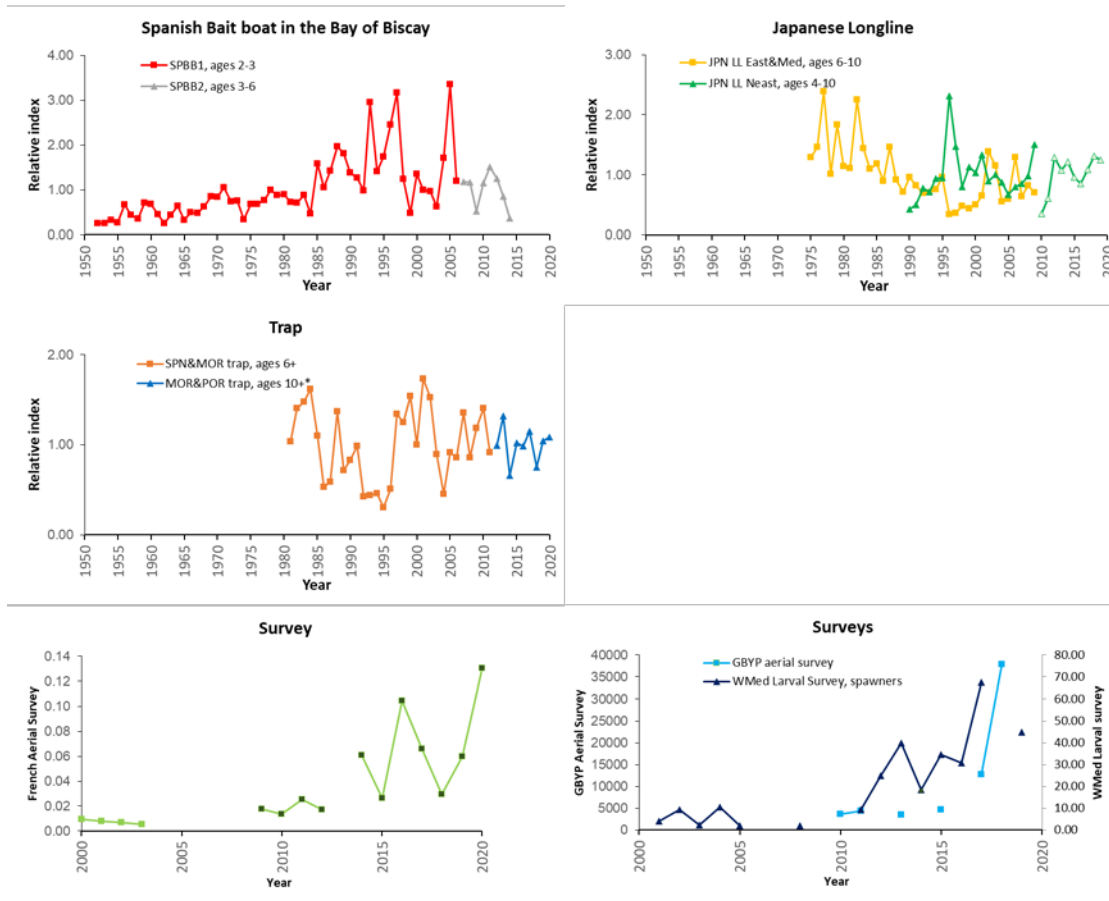 Spanish Bait boat in the Bay of Biscay
SPBB1, ages 2-3
SPBB2, ages 3-6
Relative index
4.00
3.00
2.00
1.00
0.00
1950 1955 1960 1965 1970 1975 1980 1985 1990 1995 2000 2005 2010 2015 2020
Year
Japanese Longline
JPN LL East&Med, ages 6-10
JPN LL Neast, ages 4-10
Relative index
3.00
2.00
1.00
0.00
1950 1955 1960 1965 1970 1975 1980 1985 1990 1995 2000 2005 2010 2015 2020
Year
Trap
SPN&MOR trap, ages 6+
MOR&POR trap, ages 10+*
Relative index
2.00
1.00
0.00
1950 1955 1960 1965 1970 1975 1980 1985 1990 1995 2000 2005 2010 2015 2020
Year
Survey
French Aerial Survey
0.14
0.12
0.10
0.08
0.06
0.04
0.02
0.00
2000 2005 2010 2015 2020
Year
Surveys
GBYP aerial survey
WMed Larval Survey, spawners
GBYP Aerial Survey
40000
35000
30000
25000
20000
15000
10000
5000
0
80.00
70.00
60.00
50.00
40.00
30.00
20.00
10.00
0.00
WMed Larval survey
2000 2005 2010 2015 2020
Year